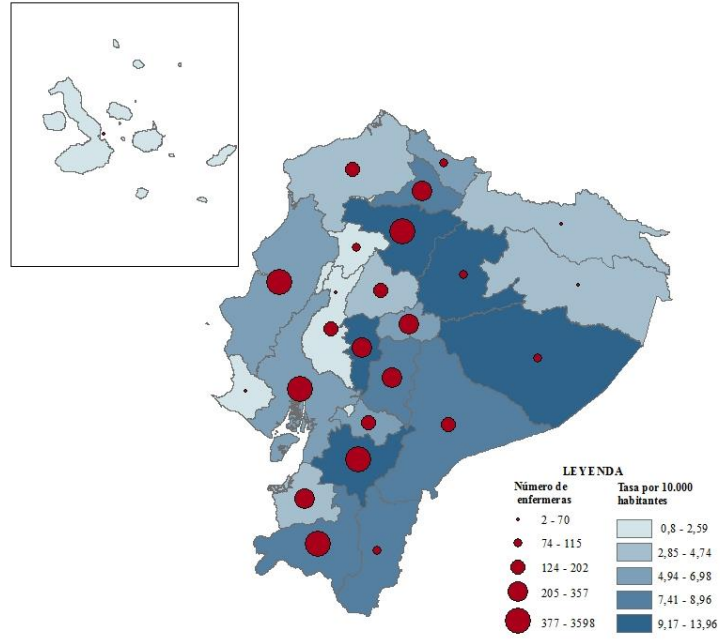 LEYENDA
Número de enfermeras
2 - 70
74 - 115
124 - 202
205 - 357
377 - 3598
Tasa por 10.000 habitantes
0,8 - 2,59
2,85 - 4,74
4,94 - 6,98
7,41 - 8,96
9,17 - 13,96